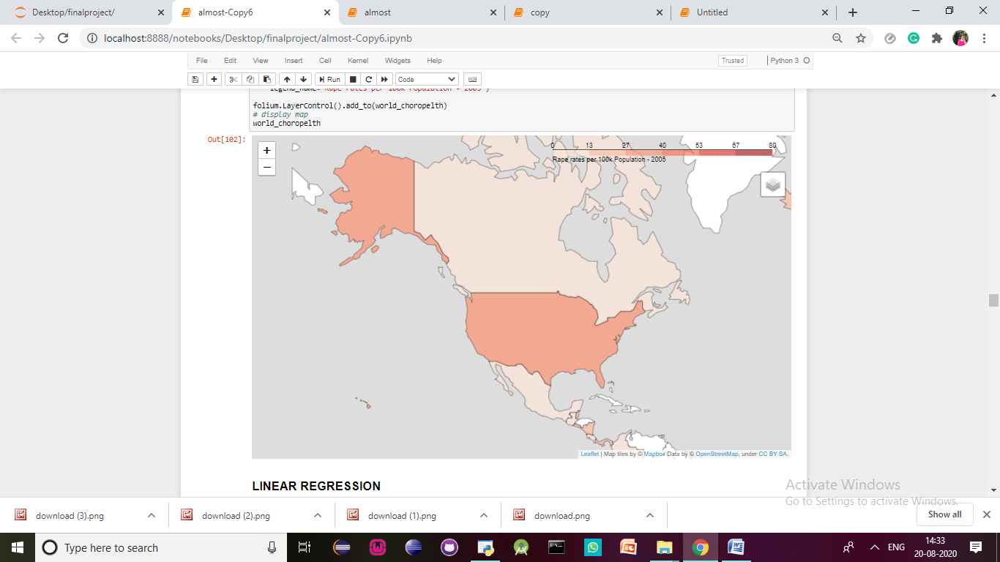 Desktop/finalproject/
almost-Copy6
almost
copy
Untitled
localhost:8888/notebooks/Desktop/finalproject/almost-Copy6.ipynb
File Edit View Insert Cell Kernel Widgets Help
Trusted
Python 3
Run
Code
legend_name='Rape rates per 100k Population - 2005')
folium.LayerControl().add_to(world_choropelth)
# display map
world_choropelth
Out[102]:
+
−
0 13 27 40 53 67 80
Rape rates per 100k Population - 2005
Leaflet | Map tiles by © Mapbox Data by © OpenStreetMap, under CC BY SA.
LINEAR REGRESSION
Activate Windows
Go to Settings to activate Windows.
download (3).png
download (2).png
download (1).png
download.png
Show all
Type here to search
ENG
14:33
20-08-2020